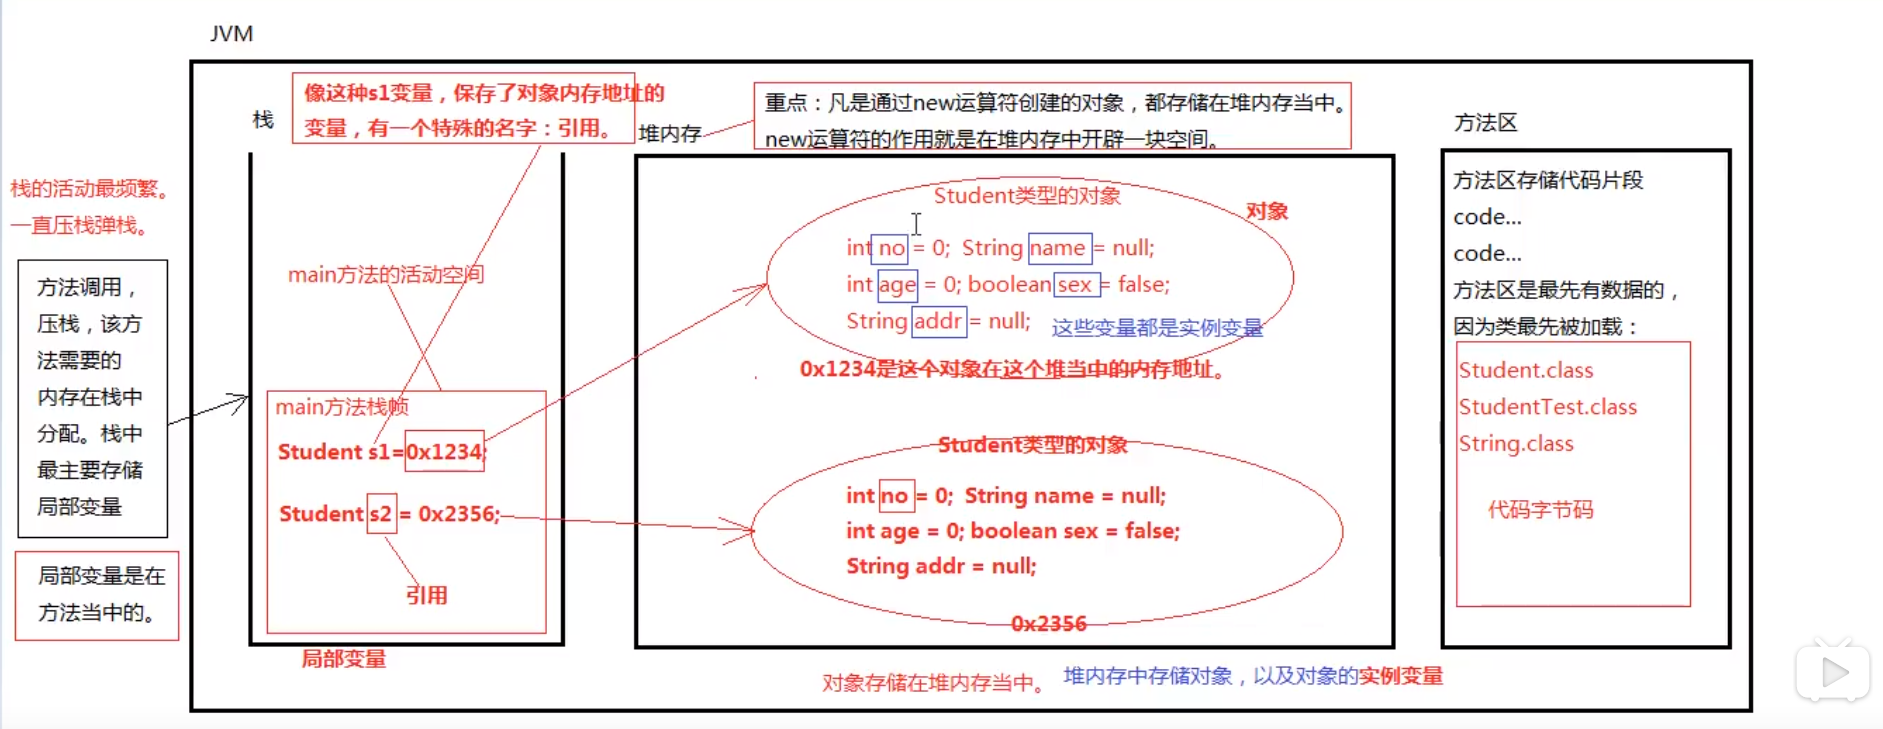 JVM
像这种s1变量，保存了对象内存地址的
变量，有一个特殊的名字：引用。
栈
重点：凡是通过new运算符创建的对象，都存储在堆内存当中。
new运算符的作用就是在堆内存中开辟一块空间。
堆内存
方法区
栈的活动最频繁。
一直压栈弹栈。
方法调用，
压栈，该方
法需要的
内存在栈中
分配。栈中
最主要存储
局部变量
局部变量是在
方法当中的。
main方法的活动空间
main方法栈帧
Student s1=0x1234;
Student s2 = 0x2356;
引用
局部变量
Student类型的对象
对象
int no = 0; String name = null;
int age = 0; boolean sex = false;
String addr = null;
这些变量都是实例变量
0x1234是这个对象在这个堆当中的内存地址。
Student类型的对象
int no = 0; String name = null;
int age = 0; boolean sex = false;
String addr = null;
0x2356
对象存储在堆内存当中。
堆内存中存储对象，以及对象的实例变量
方法区存储代码片段
code...
code...
方法区是最先有数据的，
因为类最先被加载：
Student.class
StudentTest.class
String.class
代码字节码